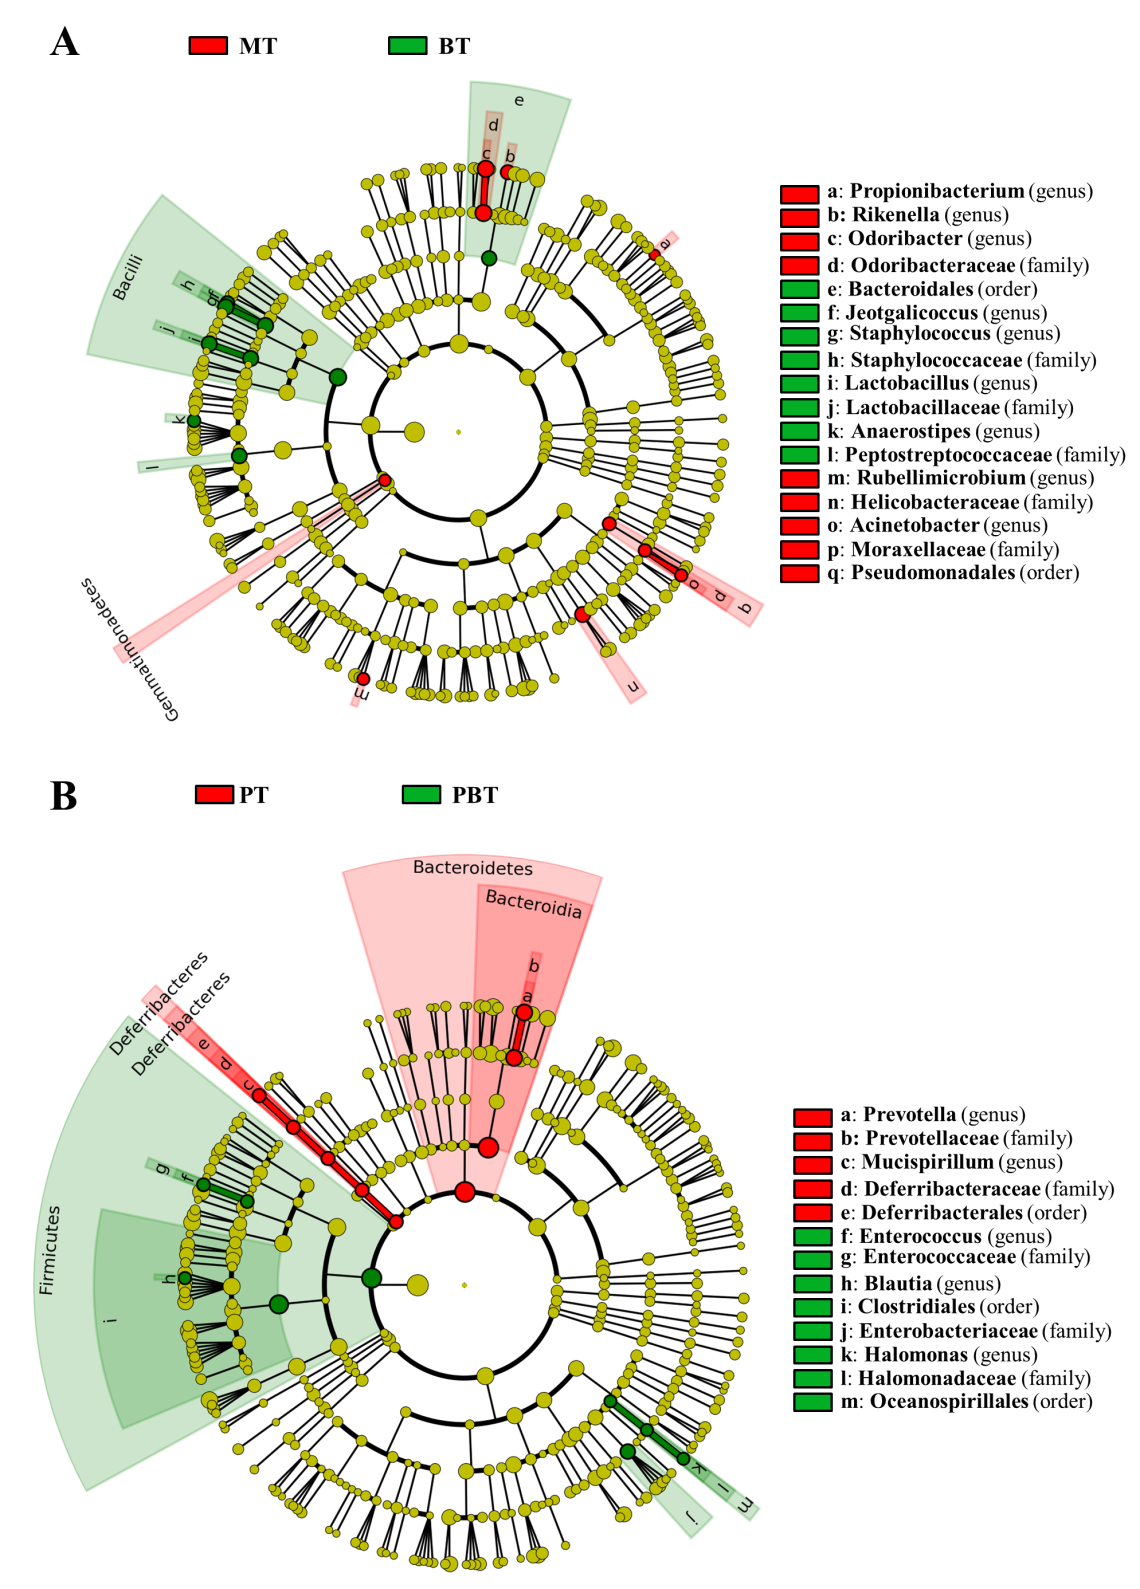 A
MT
BT
e
d
c
b
a
Bacilli
h
g
f
j
i
k
l
Gemmatimonadetes
m
n
o
p
q
a: Propionibacterium (genus)
b: Rikenella (genus)
c: Odoribacter (genus)
d: Odoribacteraceae (family)
e: Bacteroidales (order)
f: Jeotgalicoccus (genus)
g: Staphylococcus (genus)
h: Staphylococcaceae (family)
i: Lactobacillus (genus)
j: Lactobacillaceae (family)
k: Anaerostipes (genus)
l: Peptostreptococcaceae (family)
m: Rubellimicrobium (genus)
n: Helicobacteraceae (family)
o: Acinetobacter (genus)
p: Moraxellaceae (family)
q: Pseudomonadales (order)
B
PT
PBT
Bacteroidetes
Bacteroidia
b
a
Deferribacteres
Deferribacteres
e
d
c
Firmicutes
g
f
h
i
k
l
m
j
a: Prevotella (genus)
b: Prevotellaceae (family)
c: Mucispirillum (genus)
d: Deferribacteraceae (family)
e: Deferribacterales (order)
f: Enterococcus (genus)
g: Enterococcaceae (family)
h: Blautia (genus)
i: Clostridiales (order)
j: Enterobacteriaceae (family)
k: Halomonas (genus)
l: Halomonadaceae (family)
m: Oceanospirillales (order)